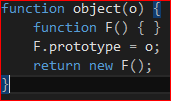 function object(o) {
    function F() { }
    F.prototype = o;
    return new F();
}